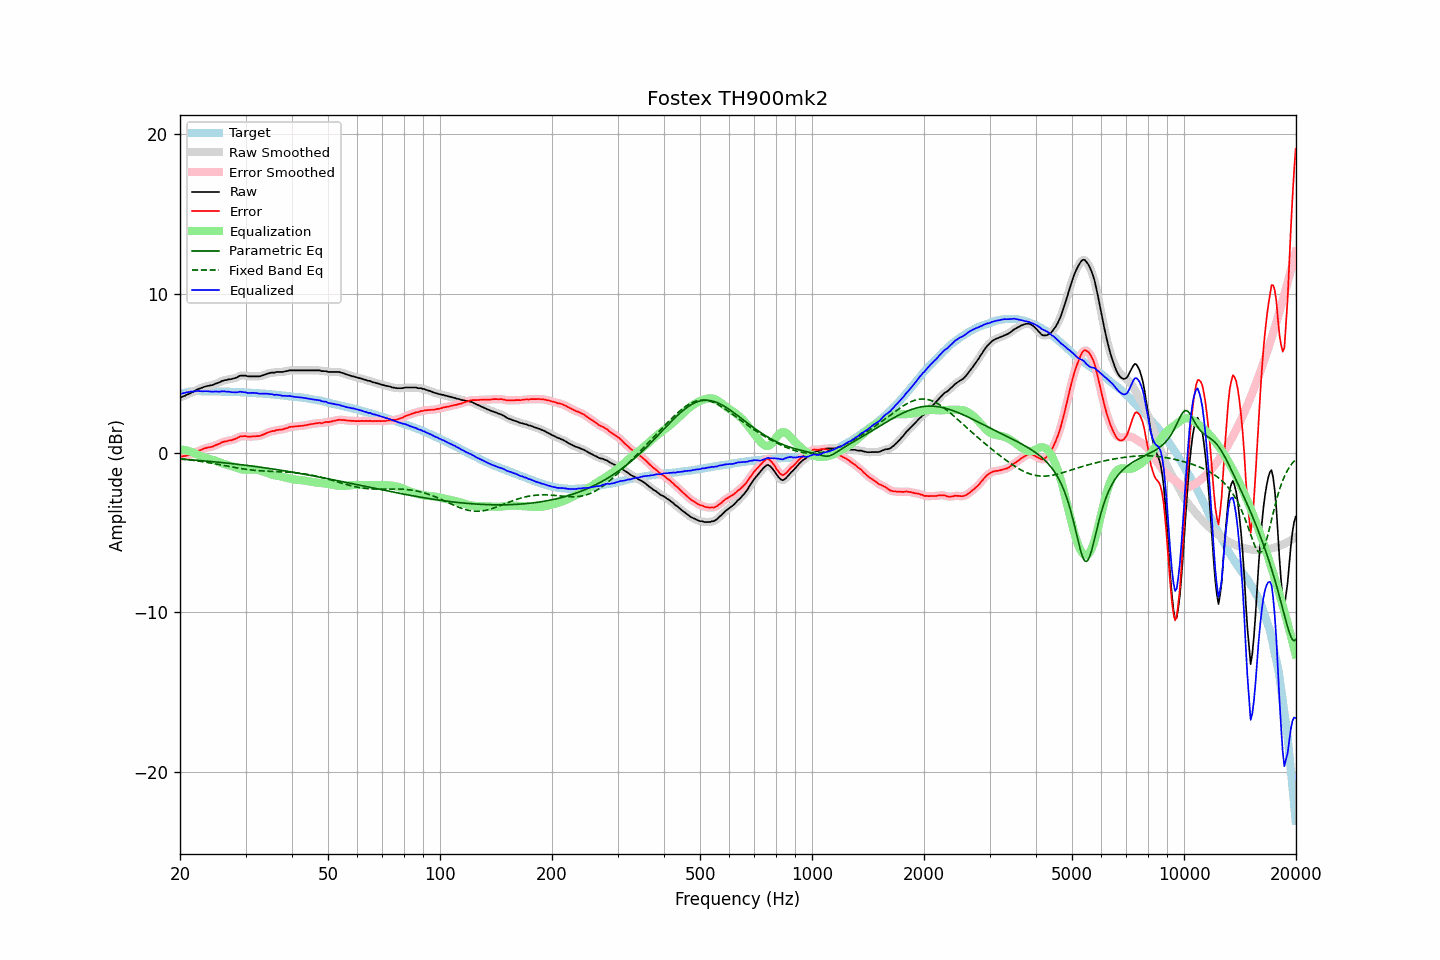 Fostex TH900mk2
Target
Raw Smoothed
Error Smoothed
Raw
Error
Equalization
Parametric Eq
Fixed Band Eq
Equalized
20
10
0
−10
−20
Amplitude (dBr)
20
50
100
200
500
1000
2000
5000
10000
20000
Frequency (Hz)